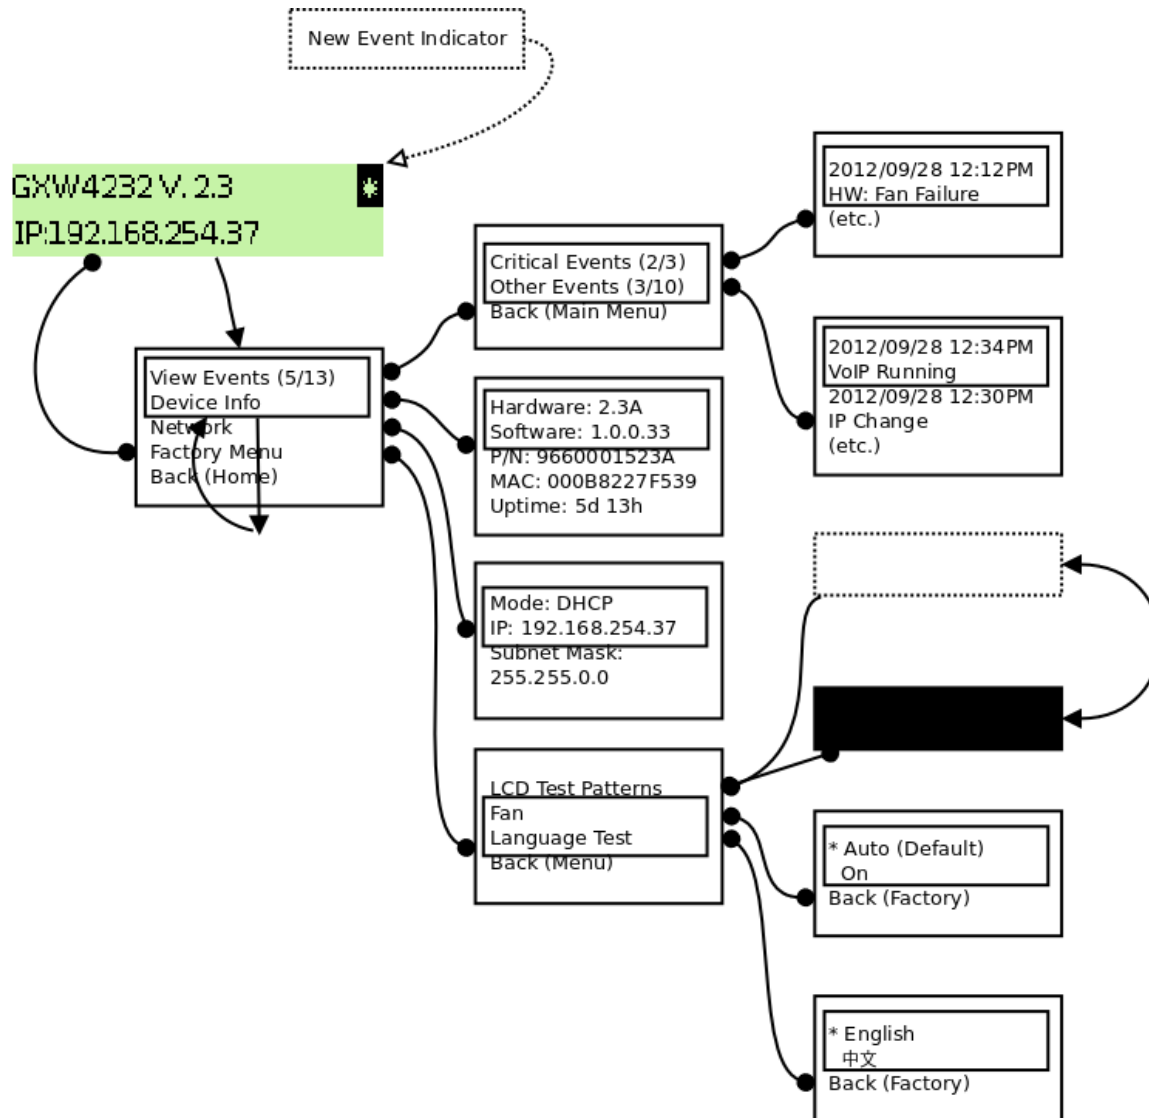 New Event Indicator
GXW4232 V. 2.3 *
IP:192.168.254.37
View Events (5/13)
Device Info
Network
Factory Menu
Back (Home)
Critical Events (2/3)
Other Events (3/10)
Back (Main Menu)
Hardware: 2.3A
Software: 1.0.0.33
P/N: 9660001523A
MAC: 000B8227F539
Uptime: 5d 13h
Mode: DHCP
IP: 192.168.254.37
Subnet Mask:
255.255.0.0
LCD Test Patterns
Fan
Language Test
Back (Menu)
2012/09/28 12:12PM
HW: Fan Failure
(etc.)
2012/09/28 12:34PM
VoIP Running
2012/09/28 12:30PM
IP Change
(etc.)
* Auto (Default)
On
Back (Factory)
* English
中文
Back (Factory)